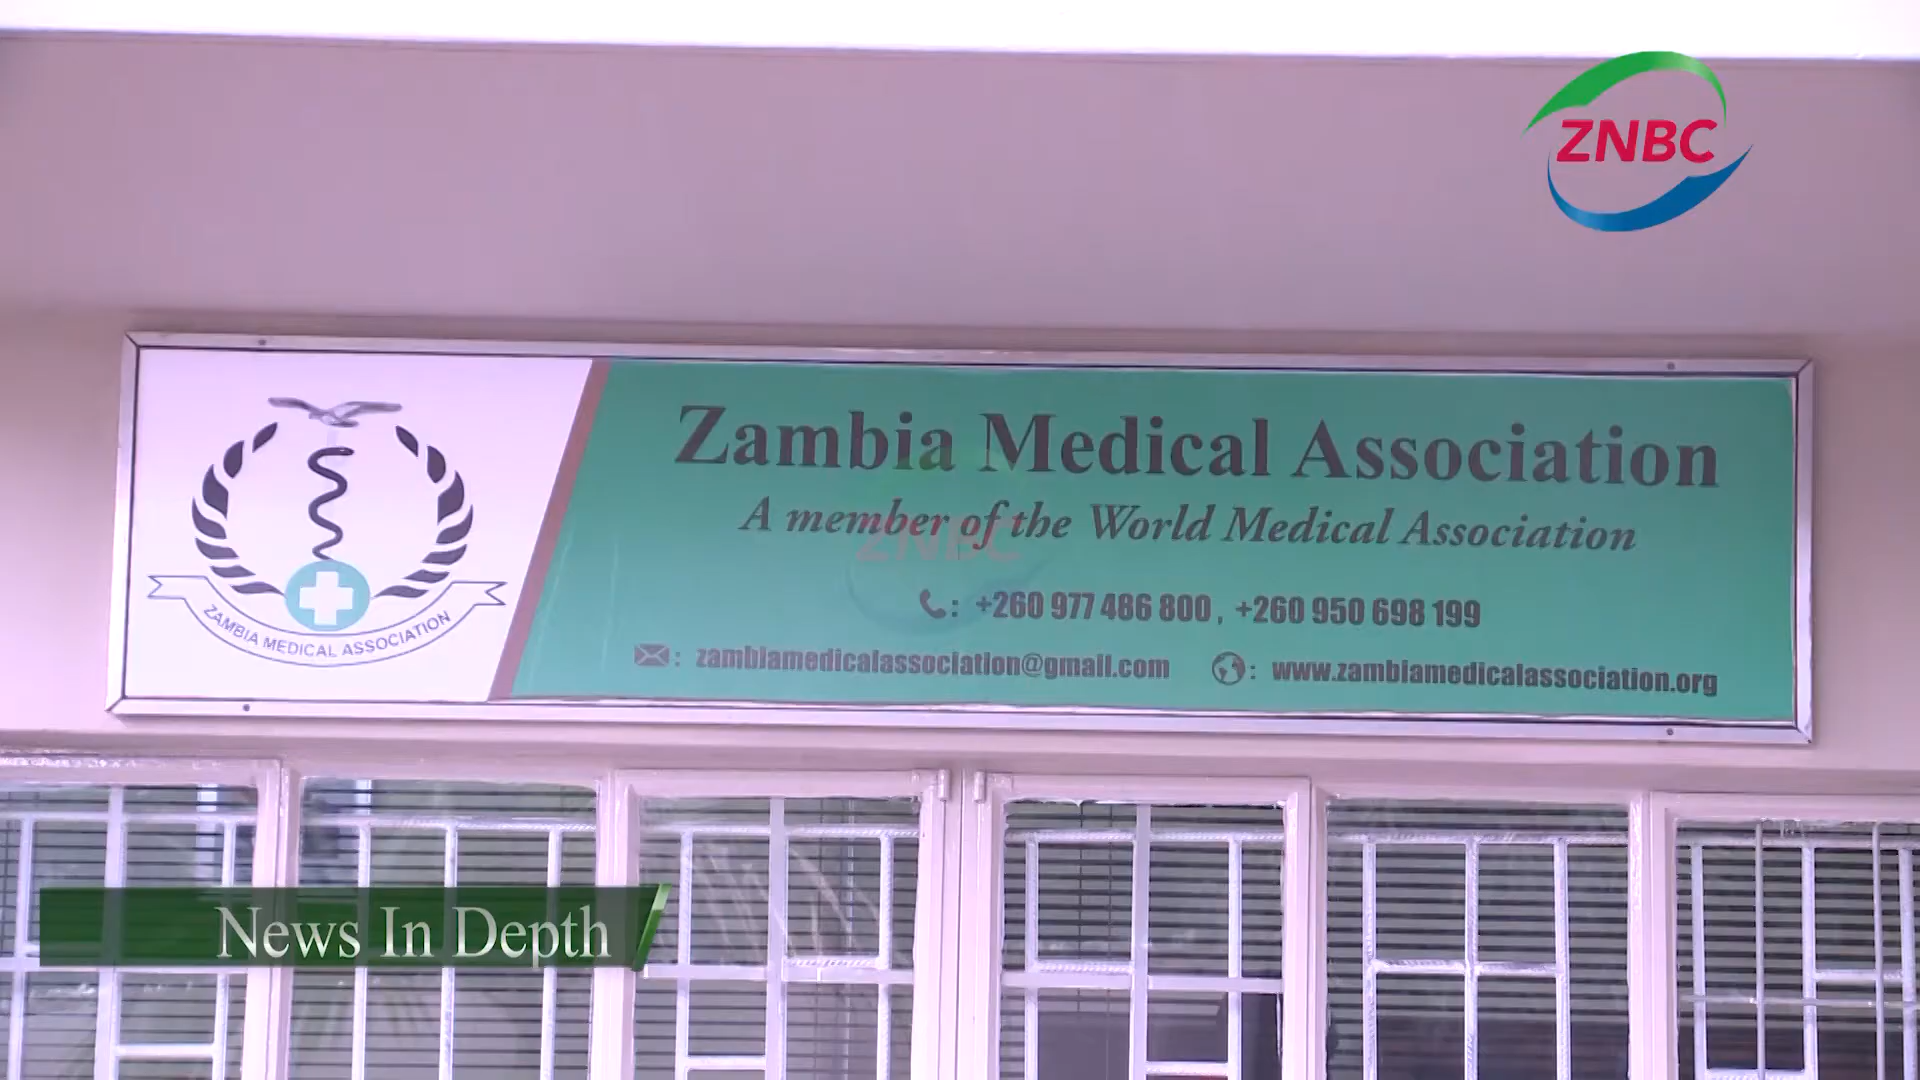 ZNBC
Zambia Medical Association
A member of the World Medical Association
: +260 977 486 800 , +260 950 698 199
: zambiamedicalassociation@gmail.com
: www.zambiamedicalassociation.org
ZAMBIA MEDICAL ASSOCIATION
ZNBC
News In Depth